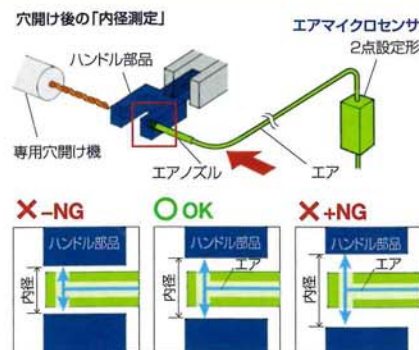 穴開け後の「内径測定」
エアマイクロセンサ
2点設定形
ハンドル部品
専用穴開け機
エアノズル
エア
✕ −NG
ハンドル部品
内径
○ OK
ハンドル部品
エア
内径
✕ +NG
ハンドル部品
エア
内径